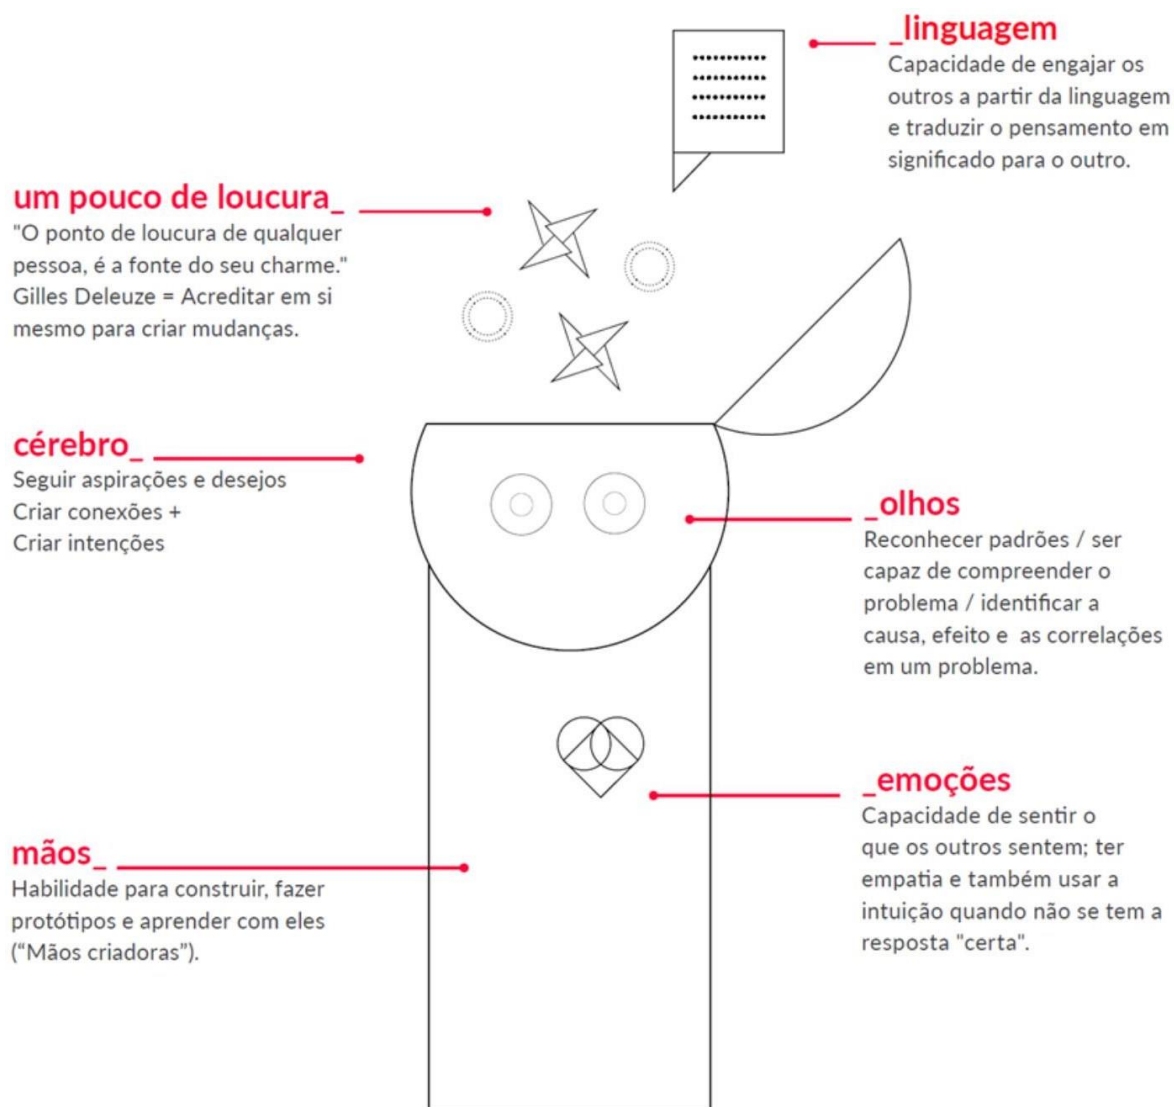 _linguagem
Capacidade de engajar os
outros a partir da linguagem
e traduzir o pensamento em
significado para o outro.
um pouco de loucura_
"O ponto de loucura de qualquer
pessoa, é a fonte do seu charme."
Gilles Deleuze = Acreditar em si
mesmo para criar mudanças.
cérebro_
Seguir aspirações e desejos
Criar conexões +
Criar intenções
_olhos
Reconhecer padrões / ser
capaz de compreender o
problema / identificar a
causa, efeito e as correlações
em um problema.
_emoções
Capacidade de sentir o
que os outros sentem; ter
empatia e também usar a
intuição quando não se tem a
resposta "certa".
mãos_
Habilidade para construir, fazer
protótipos e aprender com eles
(“Mãos criadoras”).